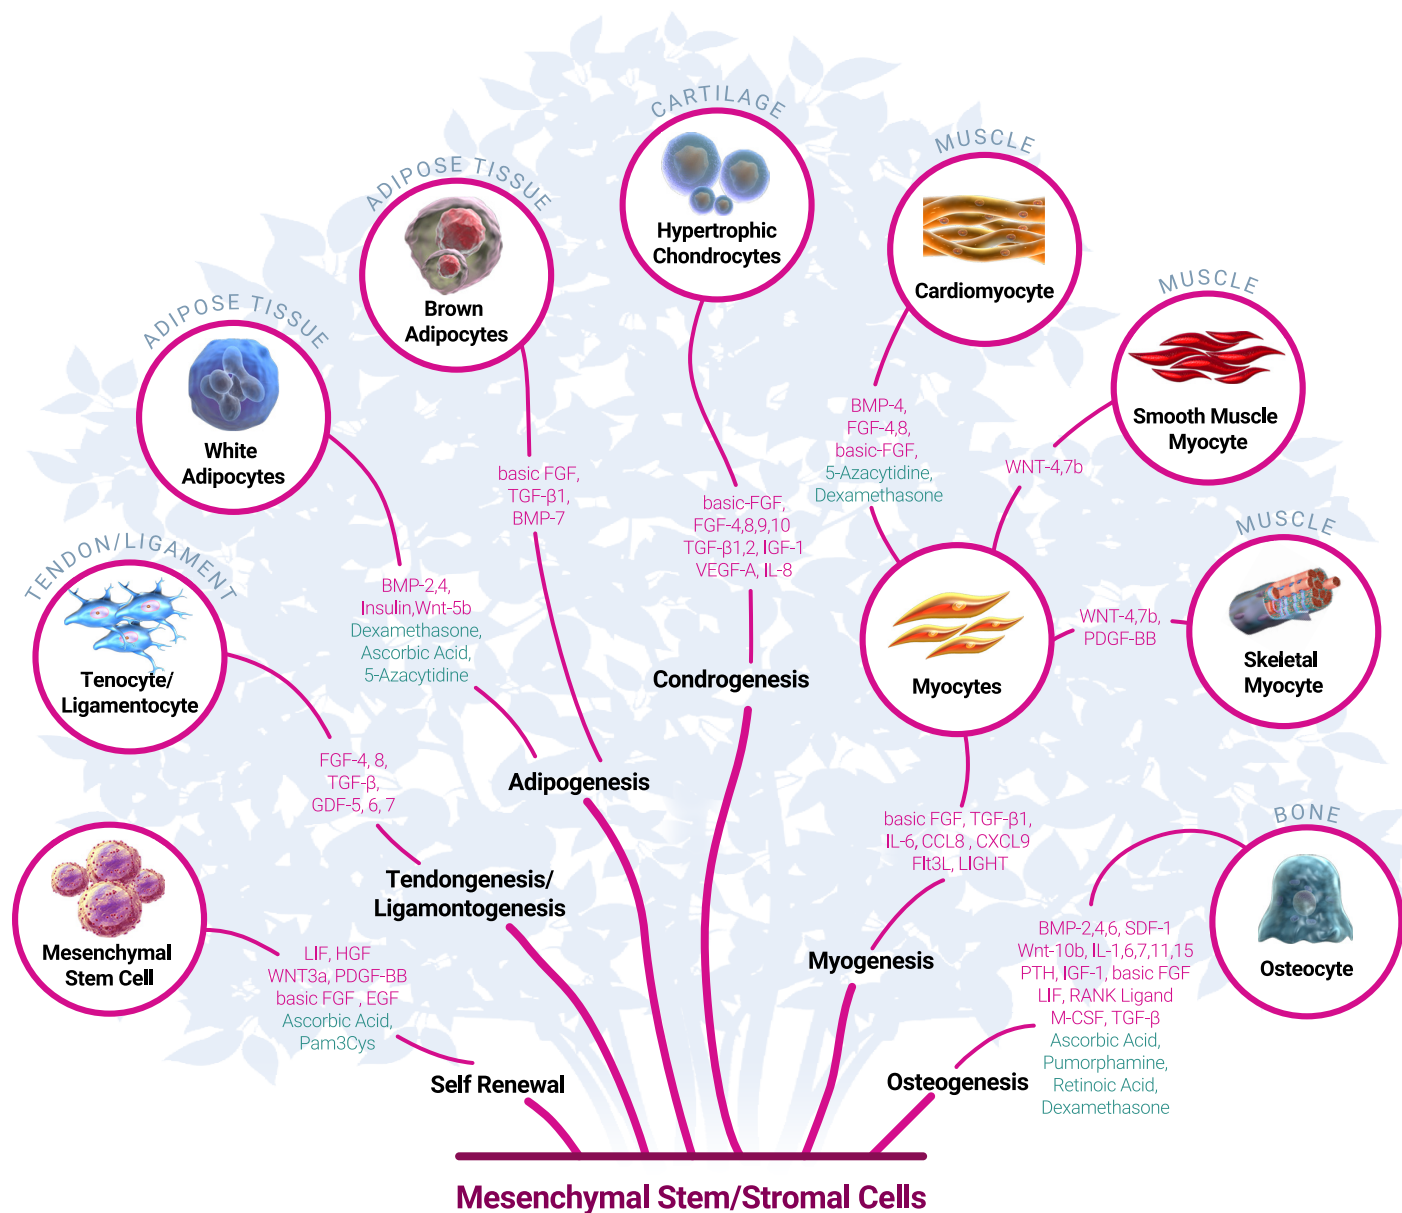 CARTILAGE
Hypertrophic
Chondrocytes
MUSCLE
Cardiomyocyte
ADIPOSE TISSUE
Brown
Adipocytes
MUSCLE
Smooth Muscle
Myocyte
ADIPOSE TISSUE
White
Adipocytes
BMP-4,
FGF-4,8,
basic-FGF,
5-Azacytidine,
Dexamethasone
WNT-4,7b
basic FGF,
TGF-β1,
BMP-7
basic-FGF,
FGF-4,8,9,10
TGF-β1,2, IGF-1
VEGF-A, IL-8
MUSCLE
Skeletal
Myocyte
TENDON/LIGAMENT
Tenocyte/
Ligamentocyte
BMP-2,4,
Insulin,Wnt-5b
Dexamethasone,
Ascorbic Acid,
5-Azacytidine
WNT-4,7b,
PDGF-BB
Myocytes
Condrogenesis
FGF-4, 8,
TGF-β,
GDF-5, 6, 7
Adipogenesis
basic FGF, TGF-β1,
IL-6, CCL8 , CXCL9
Flt3L, LIGHT
BONE
Osteocyte
Tendongenesis/
Ligamontogenesis
Mesenchymal
Stem Cell
LIF, HGF
WNT3a, PDGF-BB
basic FGF , EGF
Ascorbic Acid,
Pam3Cys
Myogenesis
BMP-2,4,6, SDF-1
Wnt-10b, IL-1,6,7,11,15
PTH, IGF-1, basic FGF
LIF, RANK Ligand
M-CSF, TGF-β
Ascorbic Acid,
Pumorphamine,
Retinoic Acid,
Dexamethasone
Self Renewal
Osteogenesis
Mesenchymal Stem/Stromal Cells